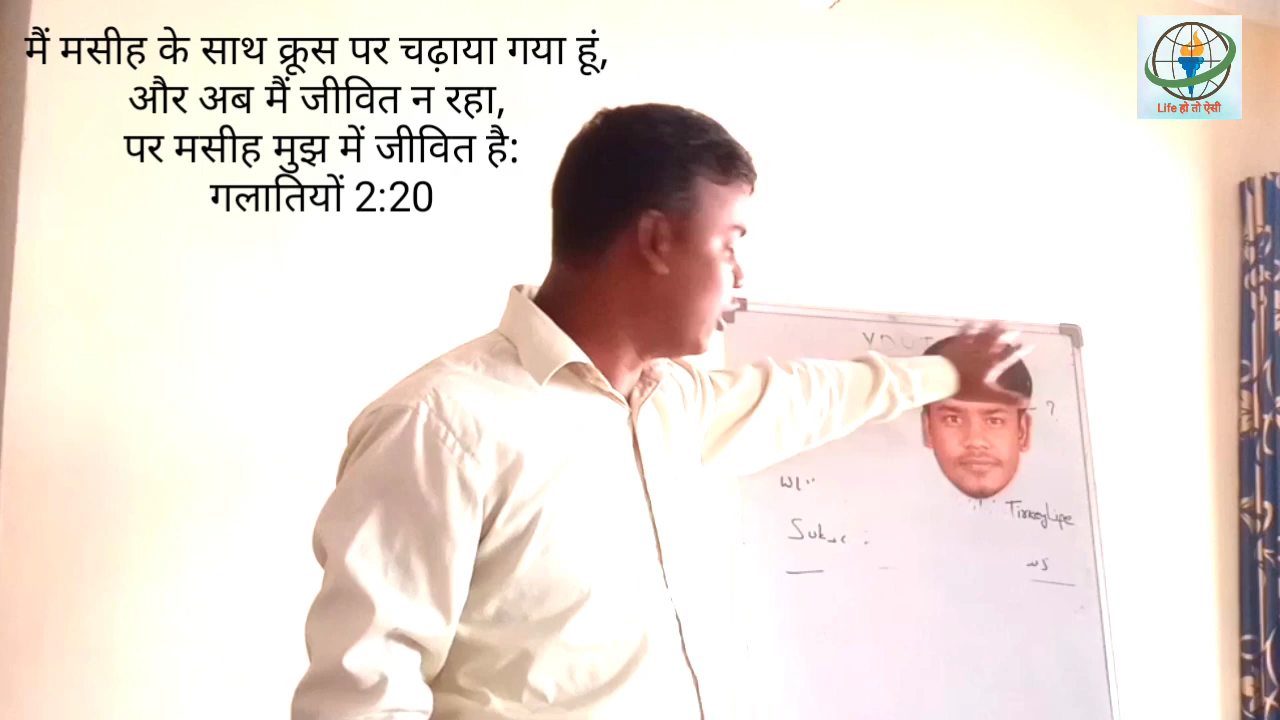 मैं मसीह के साथ क्रूस पर चढ़ाया गया हूं,
और अब मैं जीवित न रहा,
पर मसीह मुझ में जीवित है:
गलातियों 2:20
Life हो तो ऐसी
?